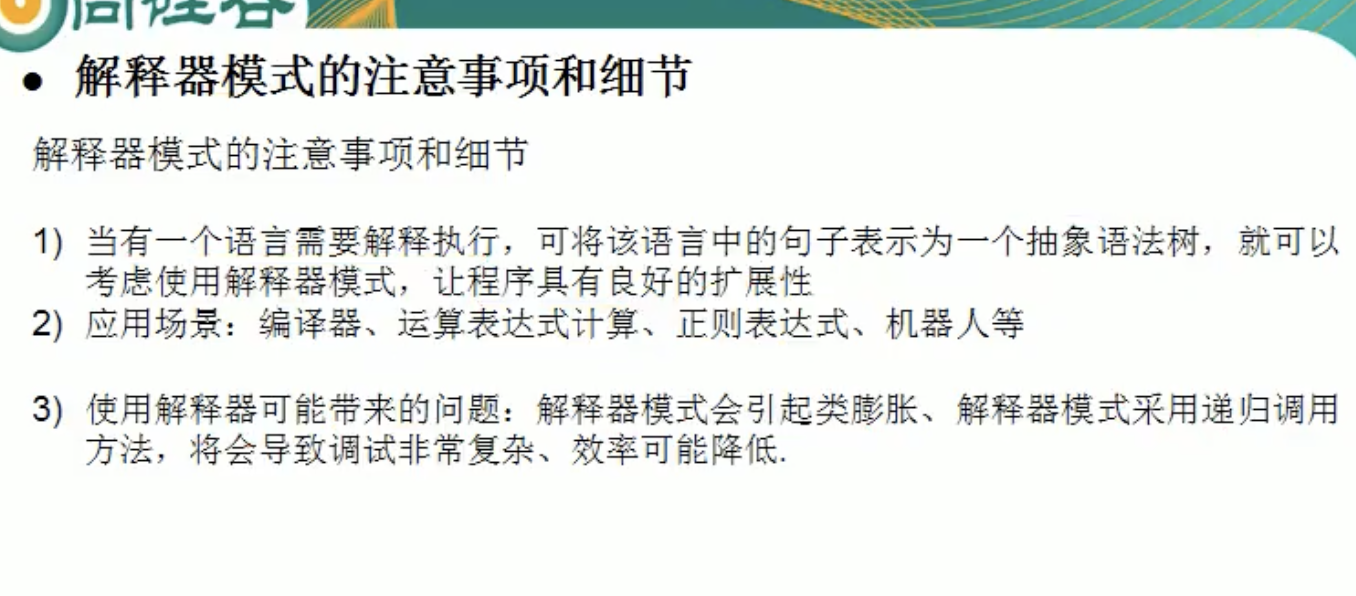 尚硅谷
● 解释器模式的注意事项和细节
解释器模式的注意事项和细节
1) 当有一个语言需要解释执行，可将该语言中的句子表示为一个抽象语法树，就可以
考虑使用解释器模式，让程序具有良好的扩展性
2) 应用场景：编译器、运算表达式计算、正则表达式、机器人等
3) 使用解释器可能带来的问题：解释器模式会引起类膨胀、解释器模式采用递归调用
方法，将会导致调试非常复杂、效率可能降低.